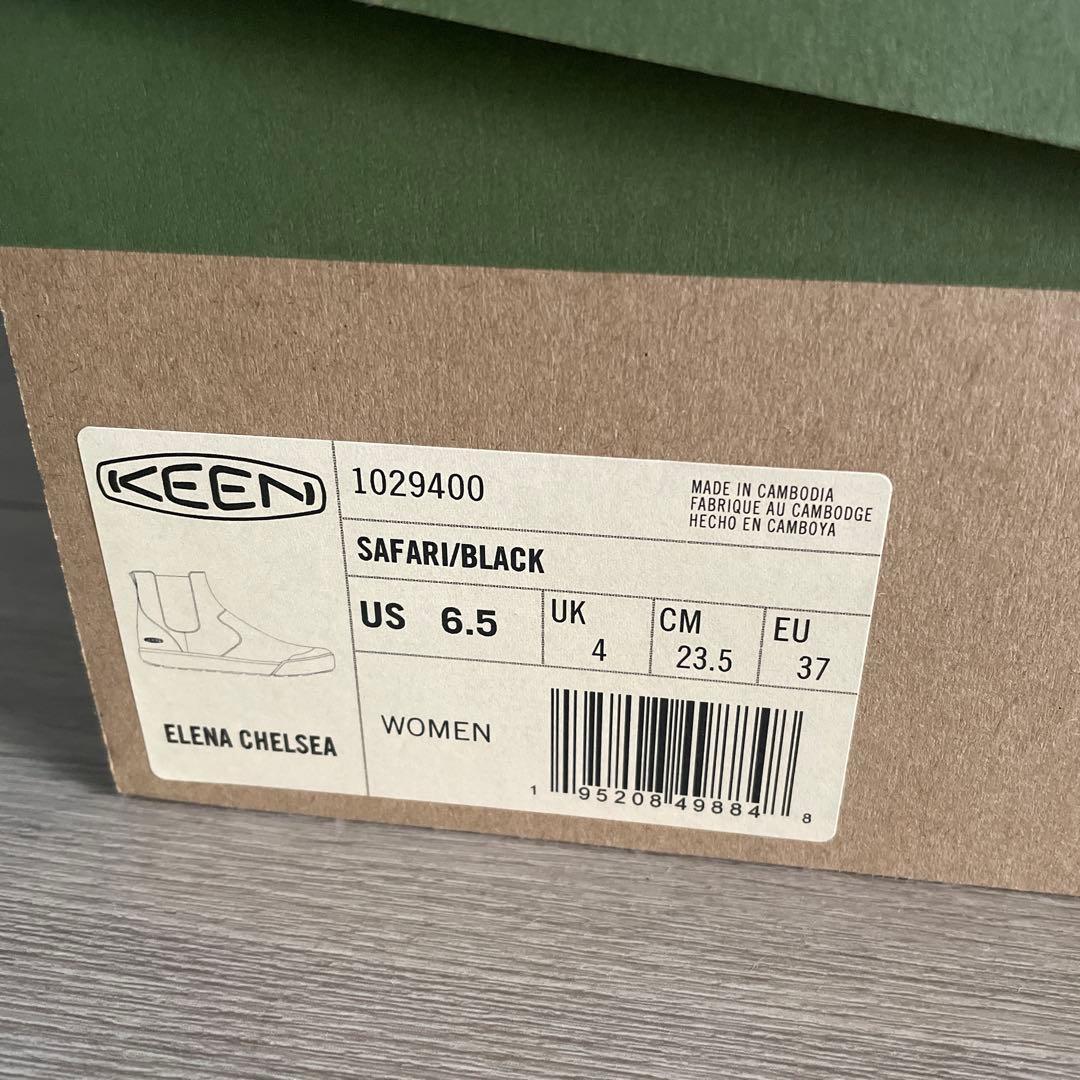 KEEN
1029400
MADE IN CAMBODIA
FABRIQUE AU CAMBODGE
HECHO EN CAMBOYA
SAFARI/BLACK
US 6.5
UK 4
CM 23.5
EU 37
WOMEN
ELENA CHELSEA
1 95208 49884 8